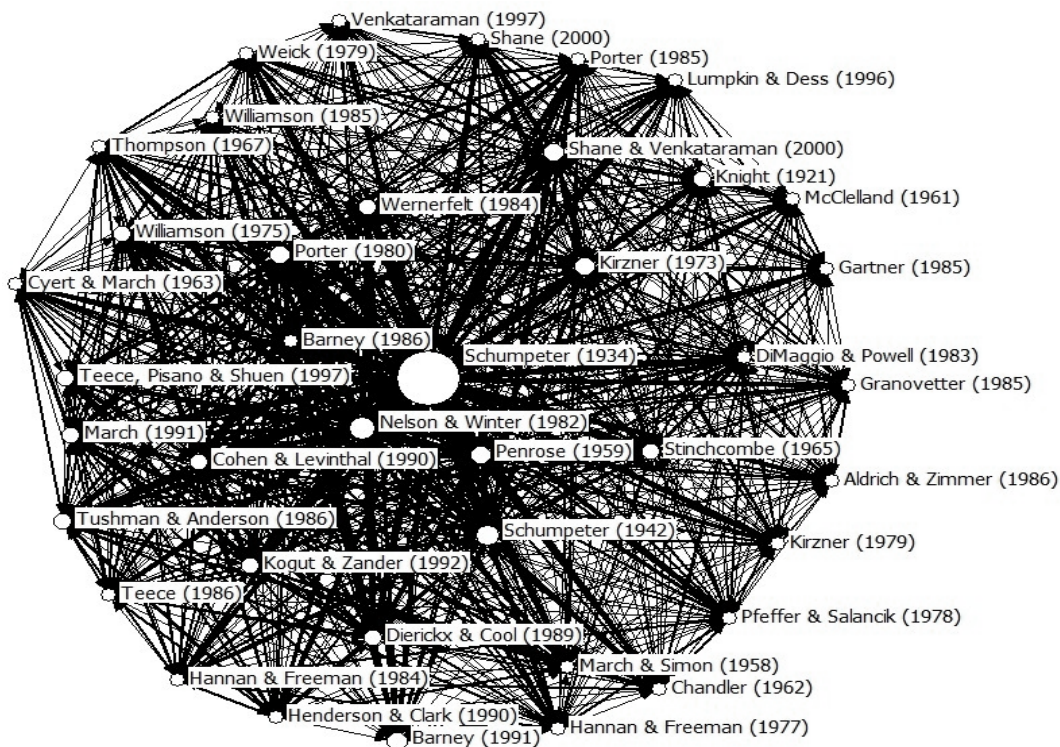 Venkataraman (1997)
Shane (2000)
Weick (1979)
Porter (1985)
Lumpkin & Dess (1996)
Williamson (1985)
Thompson (1967)
Shane & Venkataraman (2000)
Knight (1921)
McClelland (1961)
Wernerfelt (1984)
Williamson (1975)
Porter (1980)
Kirzner (1973)
Gartner (1985)
Cyert & March (1963)
Barney (1986)
Schumpeter (1934)
DiMaggio & Powell (1983)
Teece, Pisano & Shuen (1997)
Granovetter (1985)
Nelson & Winter (1982)
March (1991)
Penrose (1959)
Stinchcombe (1965)
Cohen & Levinthal (1990)
Aldrich & Zimmer (1986)
Tushman & Anderson (1986)
Schumpeter (1942)
Kirzner (1979)
Kogut & Zander (1992)
Teece (1986)
Pfeffer & Salancik (1978)
Dierickx & Cool (1989)
March & Simon (1958)
Hannan & Freeman (1984)
Chandler (1962)
Henderson & Clark (1990)
Hannan & Freeman (1977)
Barney (1991)